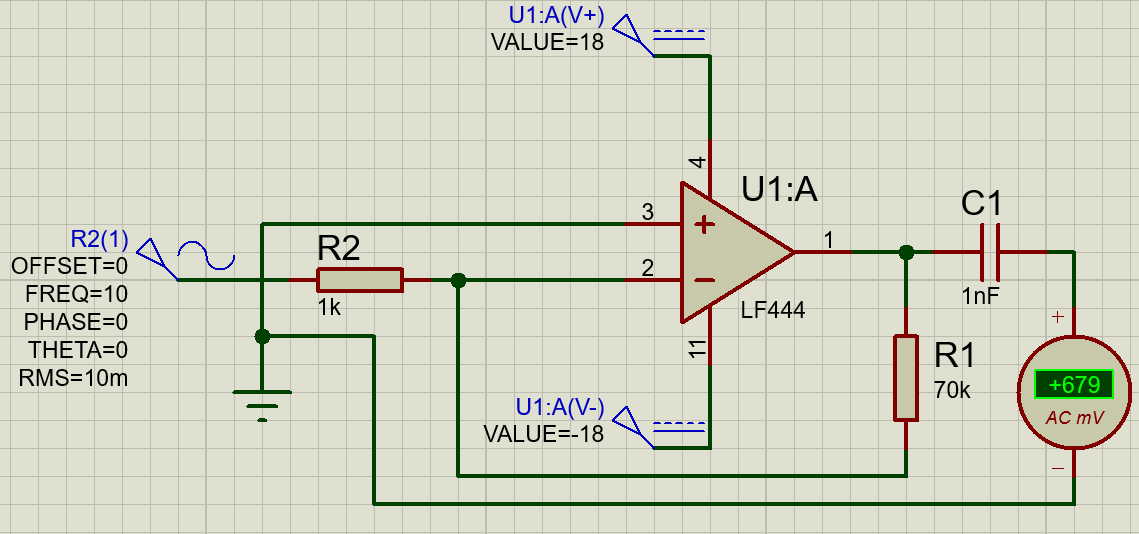 U1:A(V+)
VALUE=18
4
U1:A
3
+
R2(1)
OFFSET=0
FREQ=10
PHASE=0
THETA=0
RMS=10m
R2
1k
2
−
1
C1
1nF
LF444
11
R1
70k
+
+679
AC mV
−
U1:A(V-)
VALUE=-18